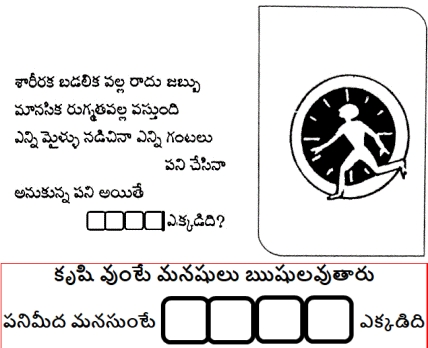 శారీరక బడలిక వల్ల రాదు జబ్బు
మానసిక రుగ్మతవల్ల వస్తుంది
ఎన్ని మైళ్ళు నడిచినా ఎన్ని గంటలు
పని చేసినా
అనుకున్న పని అయితే
ఎక్కడిది?
కృషి వుంటే మనషులు ఋషులవుతారు
పనిమీద మనసుంటే ఎక్కడిది